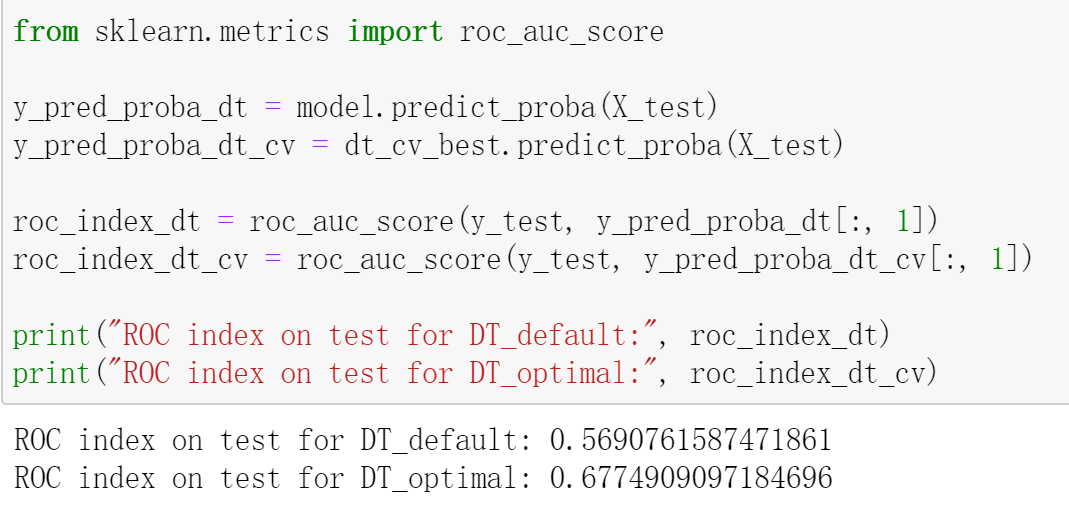 from sklearn.metrics import roc_auc_score
y_pred_proba_dt = model.predict_proba(X_test)
y_pred_proba_dt_cv = dt_cv_best.predict_proba(X_test)
roc_index_dt = roc_auc_score(y_test, y_pred_proba_dt[:, 1])
roc_index_dt_cv = roc_auc_score(y_test, y_pred_proba_dt_cv[:, 1])
print("ROC index on test for DT_default:", roc_index_dt)
print("ROC index on test for DT_optimal:", roc_index_dt_cv)
ROC index on test for DT_default: 0.5690761587471861
ROC index on test for DT_optimal: 0.6774909097184696